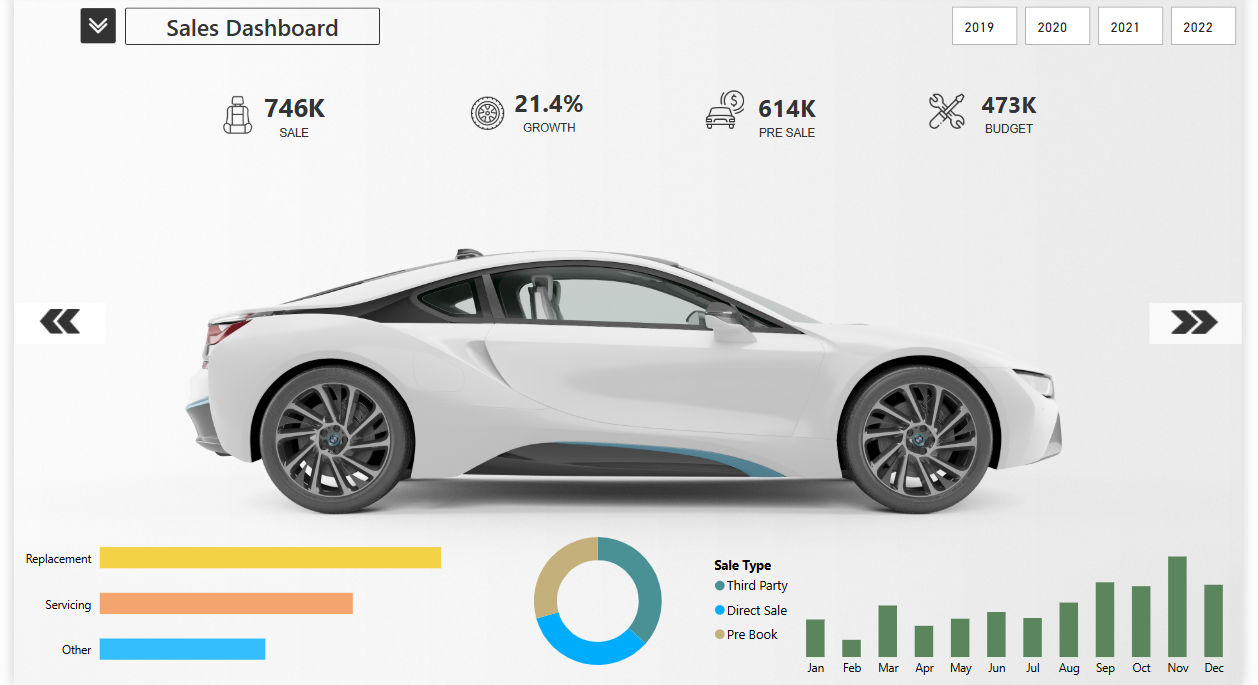 Sales Dashboard
2019
2020
2021
2022
746K
SALE
21.4%
GROWTH
614K
PRE SALE
473K
BUDGET
Replacement
Servicing
Other
Sale Type
Third Party
Direct Sale
Pre Book
Jan Feb Mar Apr May Jun Jul Aug Sep Oct Nov Dec